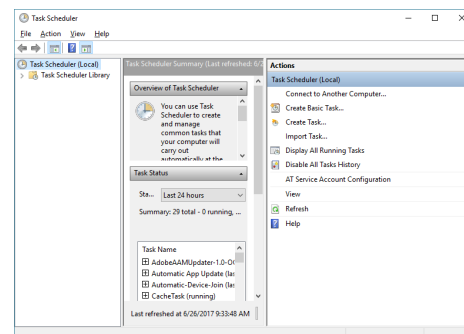 Task Scheduler
File Action View Help
Task Scheduler (Local)
Task Scheduler Library
Task Scheduler Summary (Last refreshed: 6/2
Overview of Task Scheduler
You can use Task
Scheduler to create
and manage
common tasks that
your computer will
carry out
automatically at the
Task Status
Sta... Last 24 hours
Summary: 29 total - 0 running, ...
Task Name
AdobeAAMUpdater-1.0-
Automatic App Update (las
Automatic-Device-Join (las
CacheTask (running)
Last refreshed at 6/26/2017 9:33:48 AM
Actions
Task Scheduler (Local)
Connect to Another Computer...
Create Basic Task...
Create Task...
Import Task...
Display All Running Tasks
Disable All Tasks History
AT Service Account Configuration
View
Refresh
Help